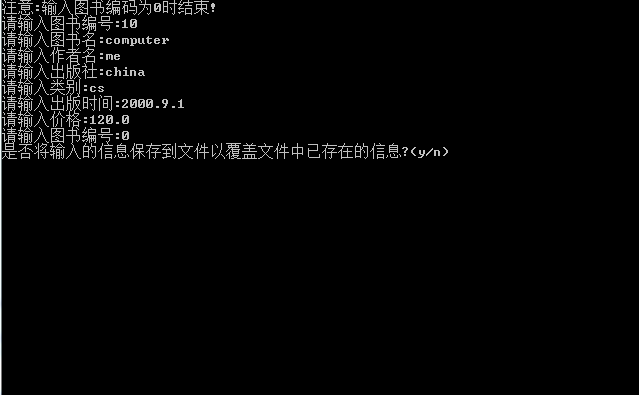 注意:输入图书编码为0时结束!
请输入图书编号:10
请输入图书名:computer
请输入作者名:me
请输入出版社:china
请输入类别:cs
请输入出版时间:2000.9.1
请输入价格:120.0
请输入图书编号:0
是否将输入的信息保存到文件以覆盖文件中已存在的信息?(y/n)